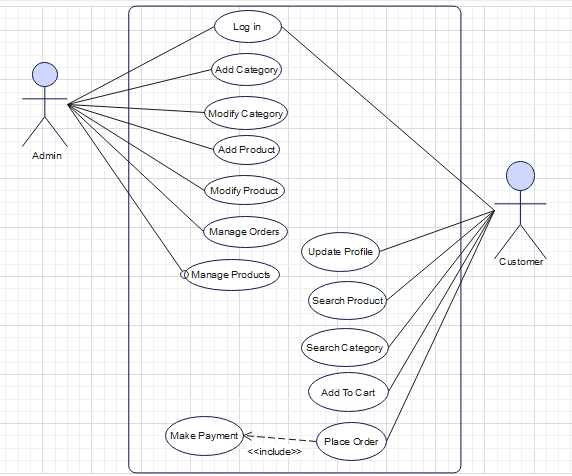 Log in
Add Category
Modify Category
Add Product
Admin
Modify Product
Manage Orders
Update Profile
Customer
Manage Products
Search Product
Search Category
Add To Cart
Make Payment
Place Order
<<include>>